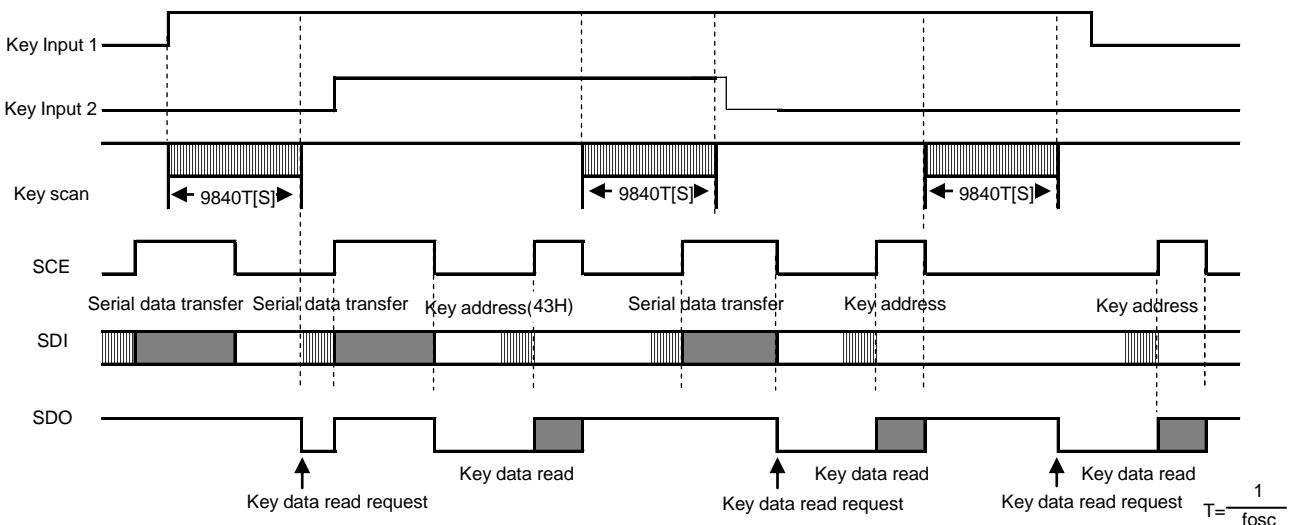 Key Input 1
Key Input 2
Key scan
9840T[S]
9840T[S]
9840T[S]
SCE
Serial data transfer
Serial data transfer
Key address(43H)
Serial data transfer
Key address
Key address
SDI
SDO
Key data read
Key data read
Key data read
Key data read request
Key data read request
Key data read request
T=
1
fosc